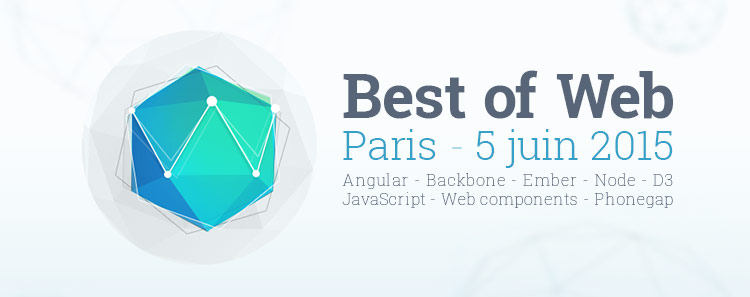 Best of Web
Paris - 5 juin 2015
Angular - Backbone - Ember - Node - D3
JavaScript - Web components - Phonegap